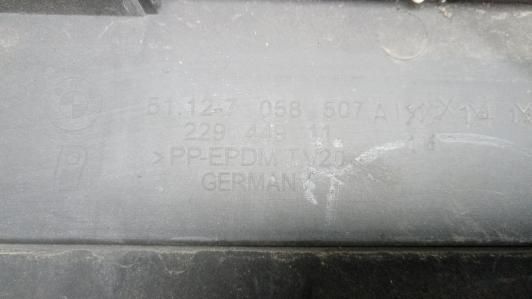 51.12-7 058 507 A
229 449 11
>PP-EPDM TV20
GERMANY